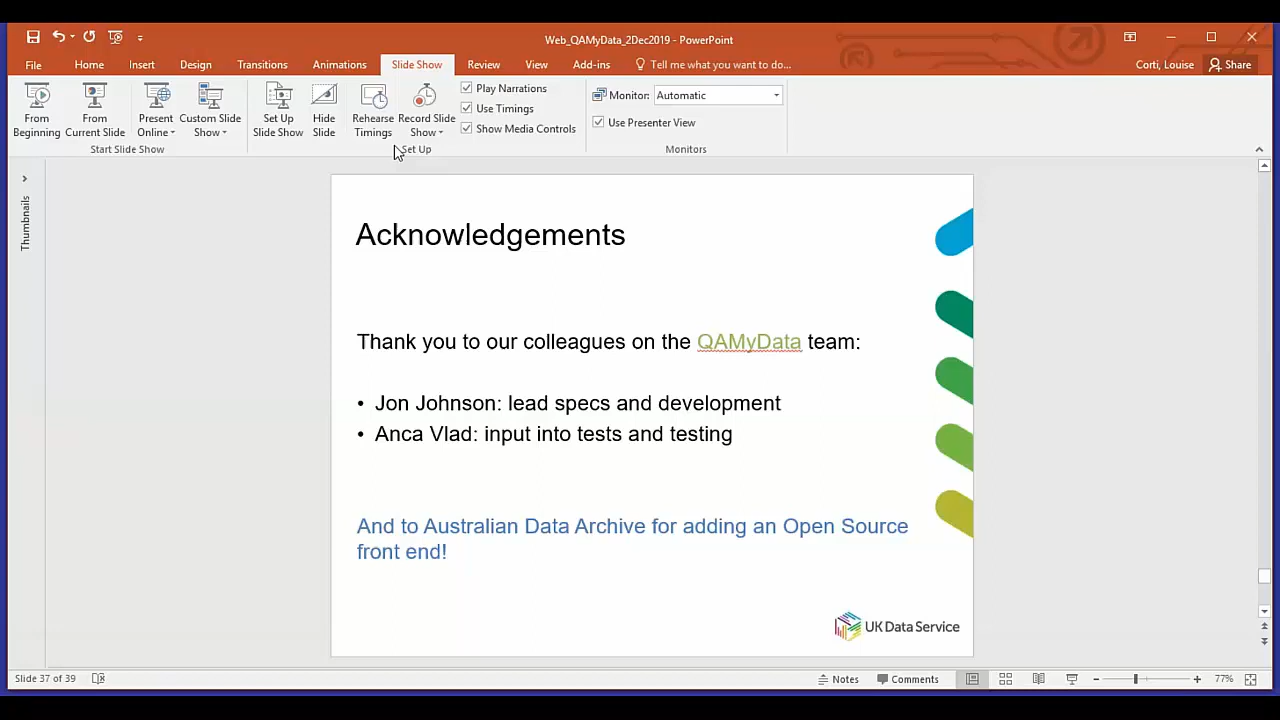 Web_QAMyData_2Dec2019 - PowerPoint
File Home Insert Design Transitions Animations Slide Show Review View Add-ins Tell me what you want to do... Corti, Louise Share
From Beginning
From Current Slide
Present Online
Custom Slide Show
Start Slide Show
Set Up Slide Show
Hide Slide
Rehearse Timings
Record Slide Show
Play Narrations
Use Timings
Show Media Controls
Set Up
Monitor: Automatic
Use Presenter View
Monitors
Thumbnails
Acknowledgements
Thank you to our colleagues on the QAMyData team:
• Jon Johnson: lead specs and development
• Anca Vlad: input into tests and testing
And to Australian Data Archive for adding an Open Source
front end!
UK Data Service
Slide 37 of 39 Notes Comments 77%